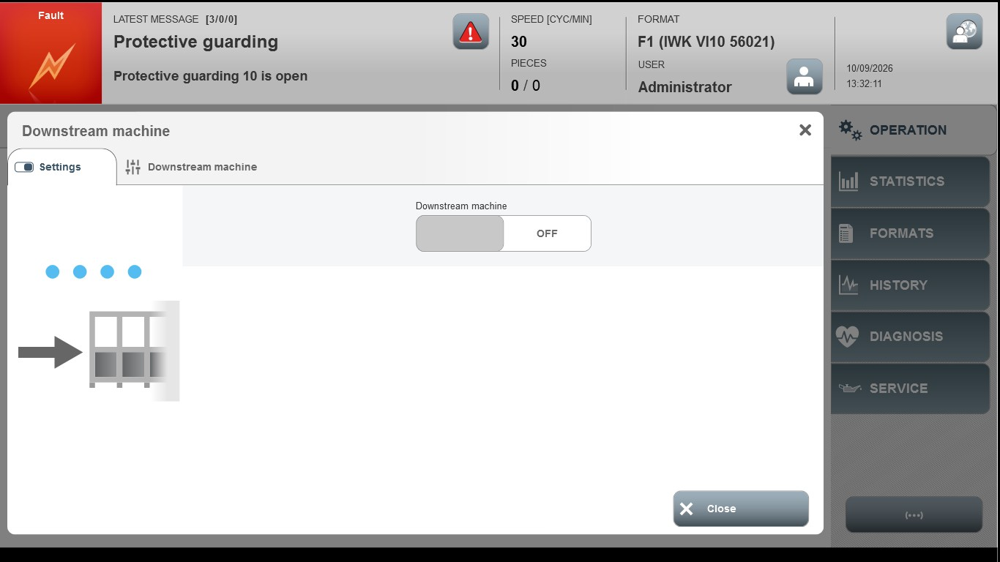 Fault
LATEST MESSAGE [3/0/0]
Protective guarding
Protective guarding 10 is open
SPEED [CYC/MIN]
30
PIECES
0 / 0
FORMAT
F1 (IWK VI10 56021)
USER
Administrator
10/09/2026
13:32:11
Downstream machine
Settings
Downstream machine
Downstream machine
OFF
Close
OPERATION
STATISTICS
FORMATS
HISTORY
DIAGNOSIS
SERVICE
(•••)